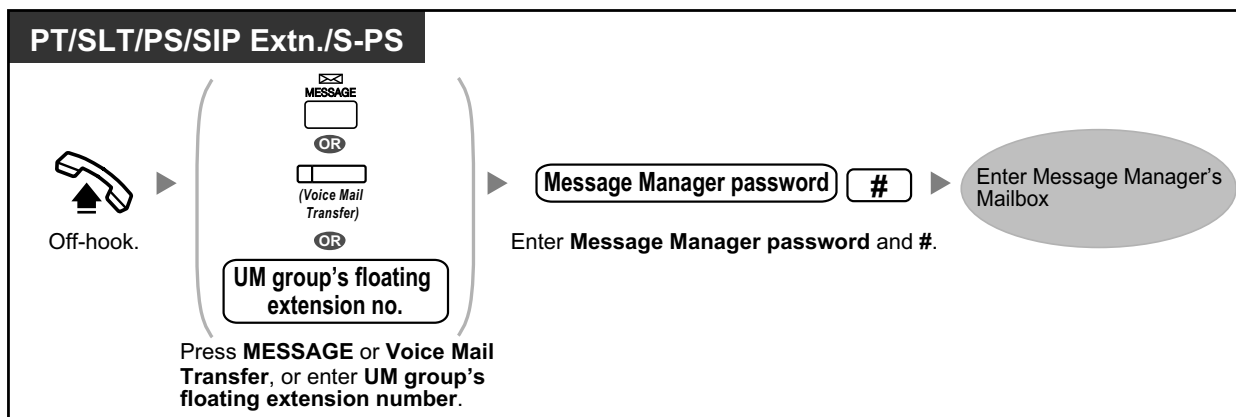 PT/SLT/PS/SIP Extn./S-PS
Off-hook.
MESSAGE
OR
(Voice Mail
Transfer)
OR
UM group's floating
extension no.
Press MESSAGE or Voice Mail
Transfer, or enter UM group's
floating extension number.
Message Manager password #
Enter Message Manager password and #.
Enter Message Manager's
Mailbox